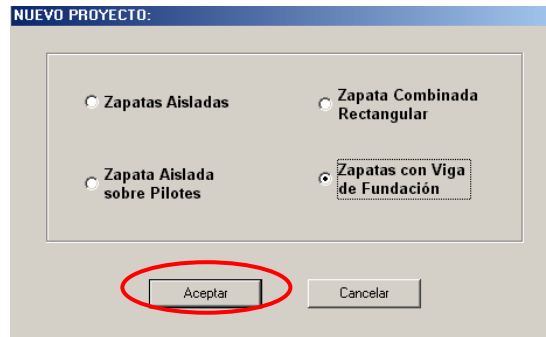 NUEVO PROYECTO:
Zapatas Aisladas
Zapata Combinada
Rectangular
Zapata Aislada
sobre Pilotes
Zapatas con Viga
de Fundación
Aceptar
Cancelar